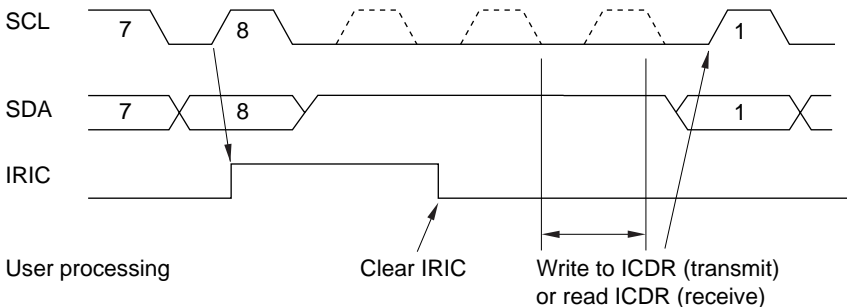 SCL 7 8 1
SDA 7 8 1
IRIC
User processing Clear IRIC Write to ICDR (transmit)
or read ICDR (receive)